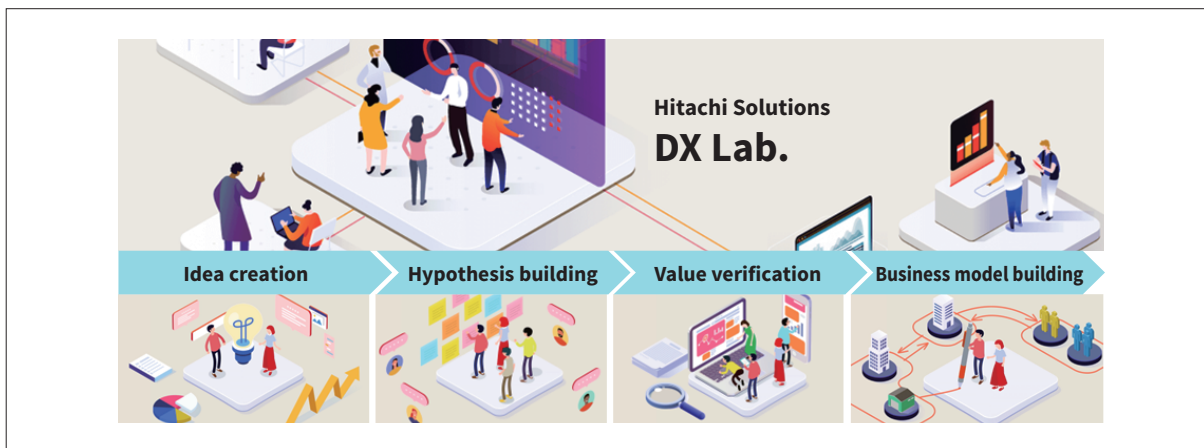 Hitachi Solutions
DX Lab.
Idea creation
Hypothesis building
Value verification
Business model building